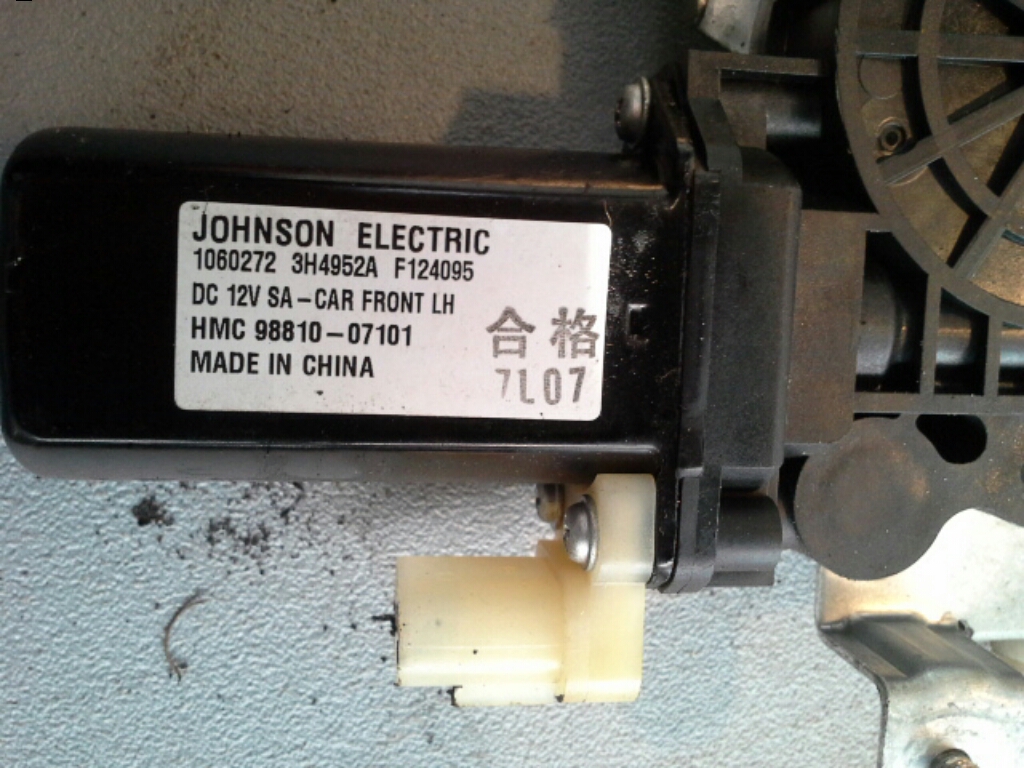 JOHNSON ELECTRIC
1060272 3H4952A F124095
DC 12V SA-CAR FRONT LH
HMC 98810-07101
MADE IN CHINA
合格
7L07